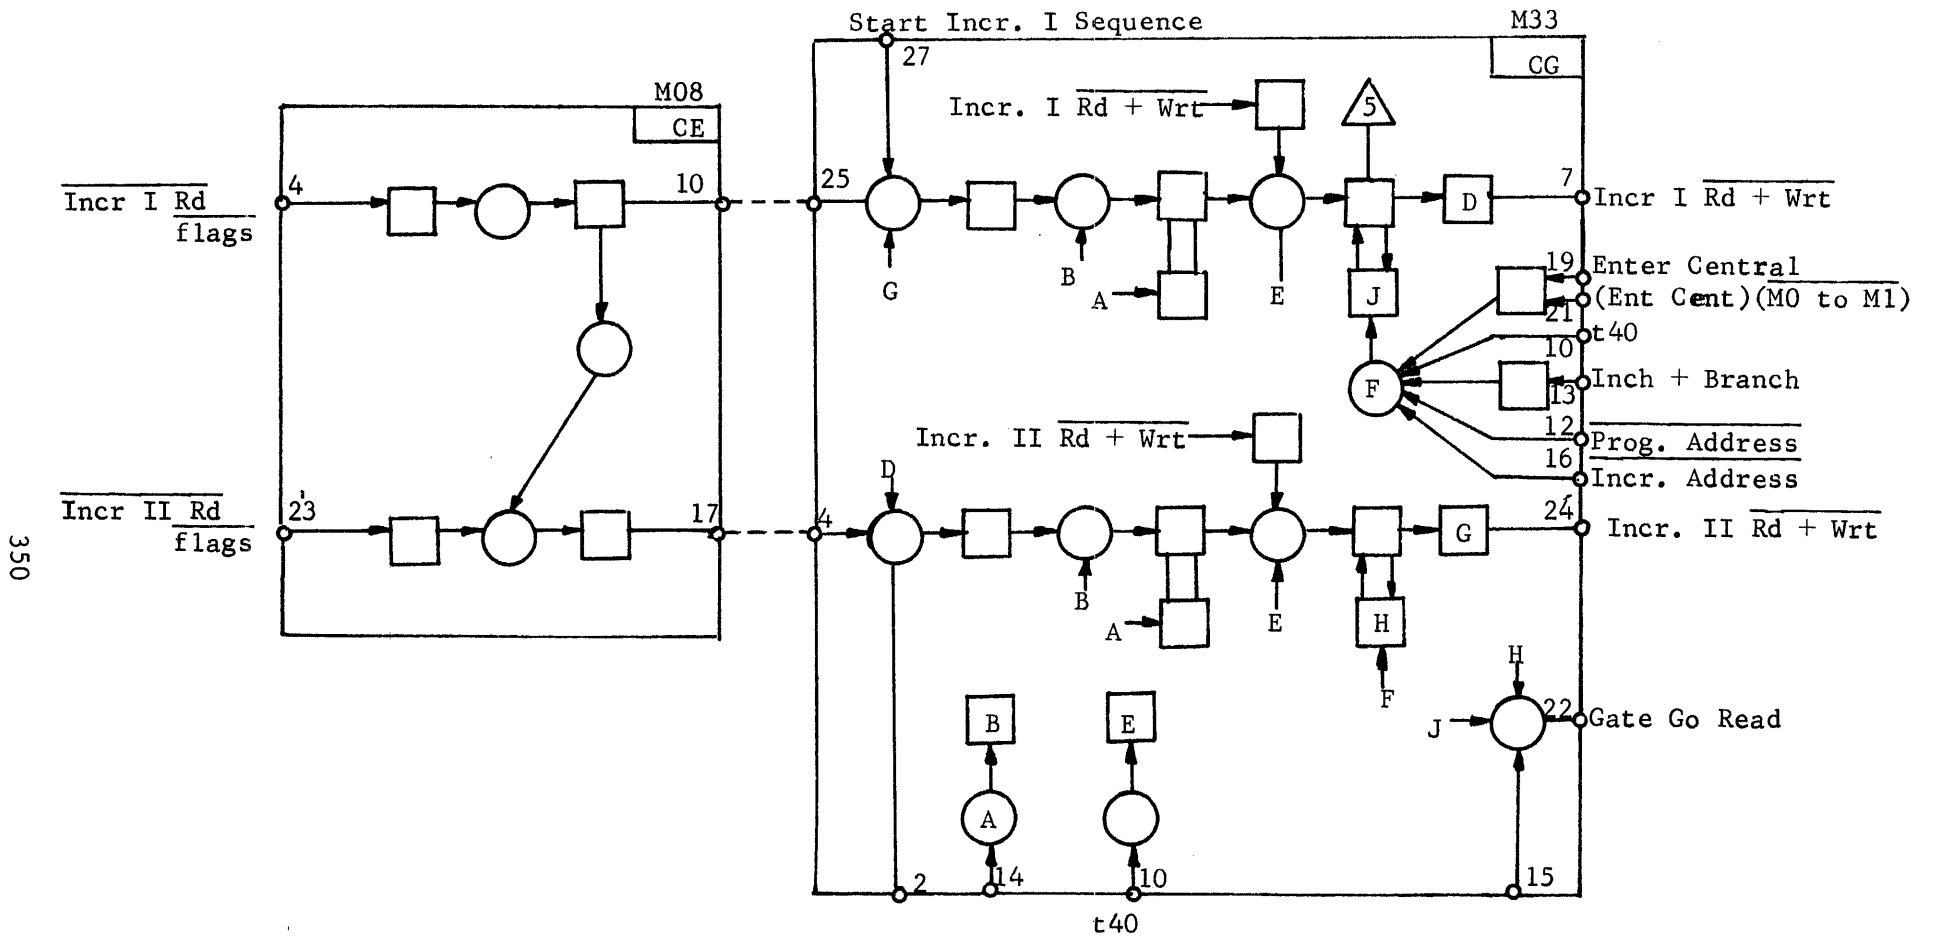 Start Incr. I Sequence
M33
CG
27
M08
CE
Incr. I Rd + Wrt
5
Incr I Rd
flags
4
10
25
7
Incr I Rd + Wrt
D
G
B
A
E
J
19
Enter Central
(Ent Cent)(M0 to M1)
21
t40
10
F
Inch + Branch
13
12
Prog. Address
16
Incr. Address
Incr. II Rd + Wrt
D
Incr II Rd
flags
23
17
4
24
Incr. II Rd + Wrt
G
B
A
E
H
F
350
B
E
H
J
22
Gate Go Read
A
2
14
10
15
t40